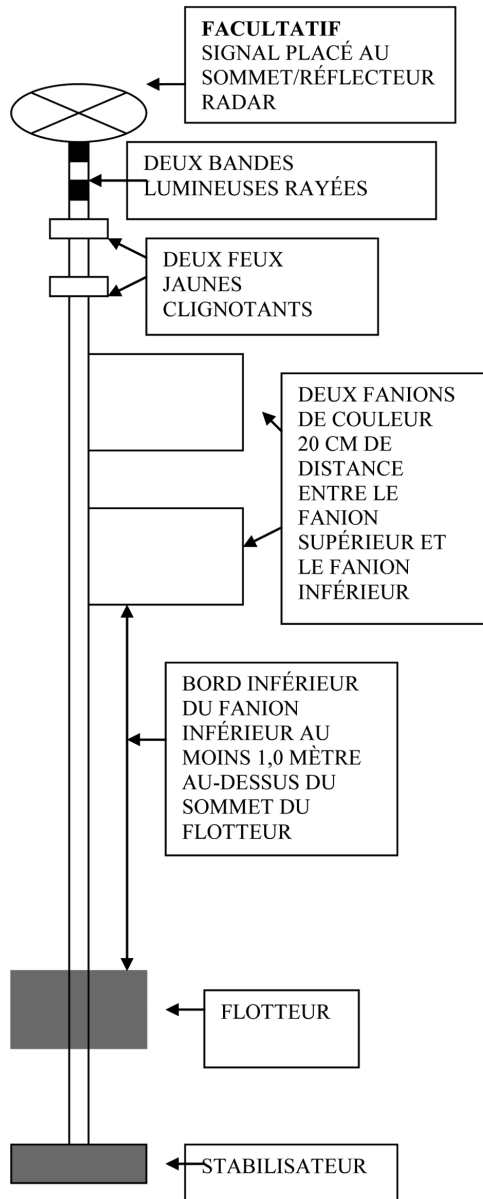 FACULTATIF
SIGNAL PLACÉ AU
SOMMET/RÉFLECTEUR
RADAR
DEUX BANDES
LUMINEUSES RAYÉES
DEUX FEUX
JAUNES
CLIGNOTANTS
DEUX FANIONS
DE COULEUR
20 CM DE
DISTANCE
ENTRE LE
FANION
SUPÉRIEUR ET
LE FANION
INFÉRIEUR
BORD INFÉRIEUR
DU FANION
INFÉRIEUR AU
MOINS 1,0 MÈTRE
AU-DESSUS DU
SOMMET DU
FLOTTEUR
FLOTTEUR
STABILISATEUR